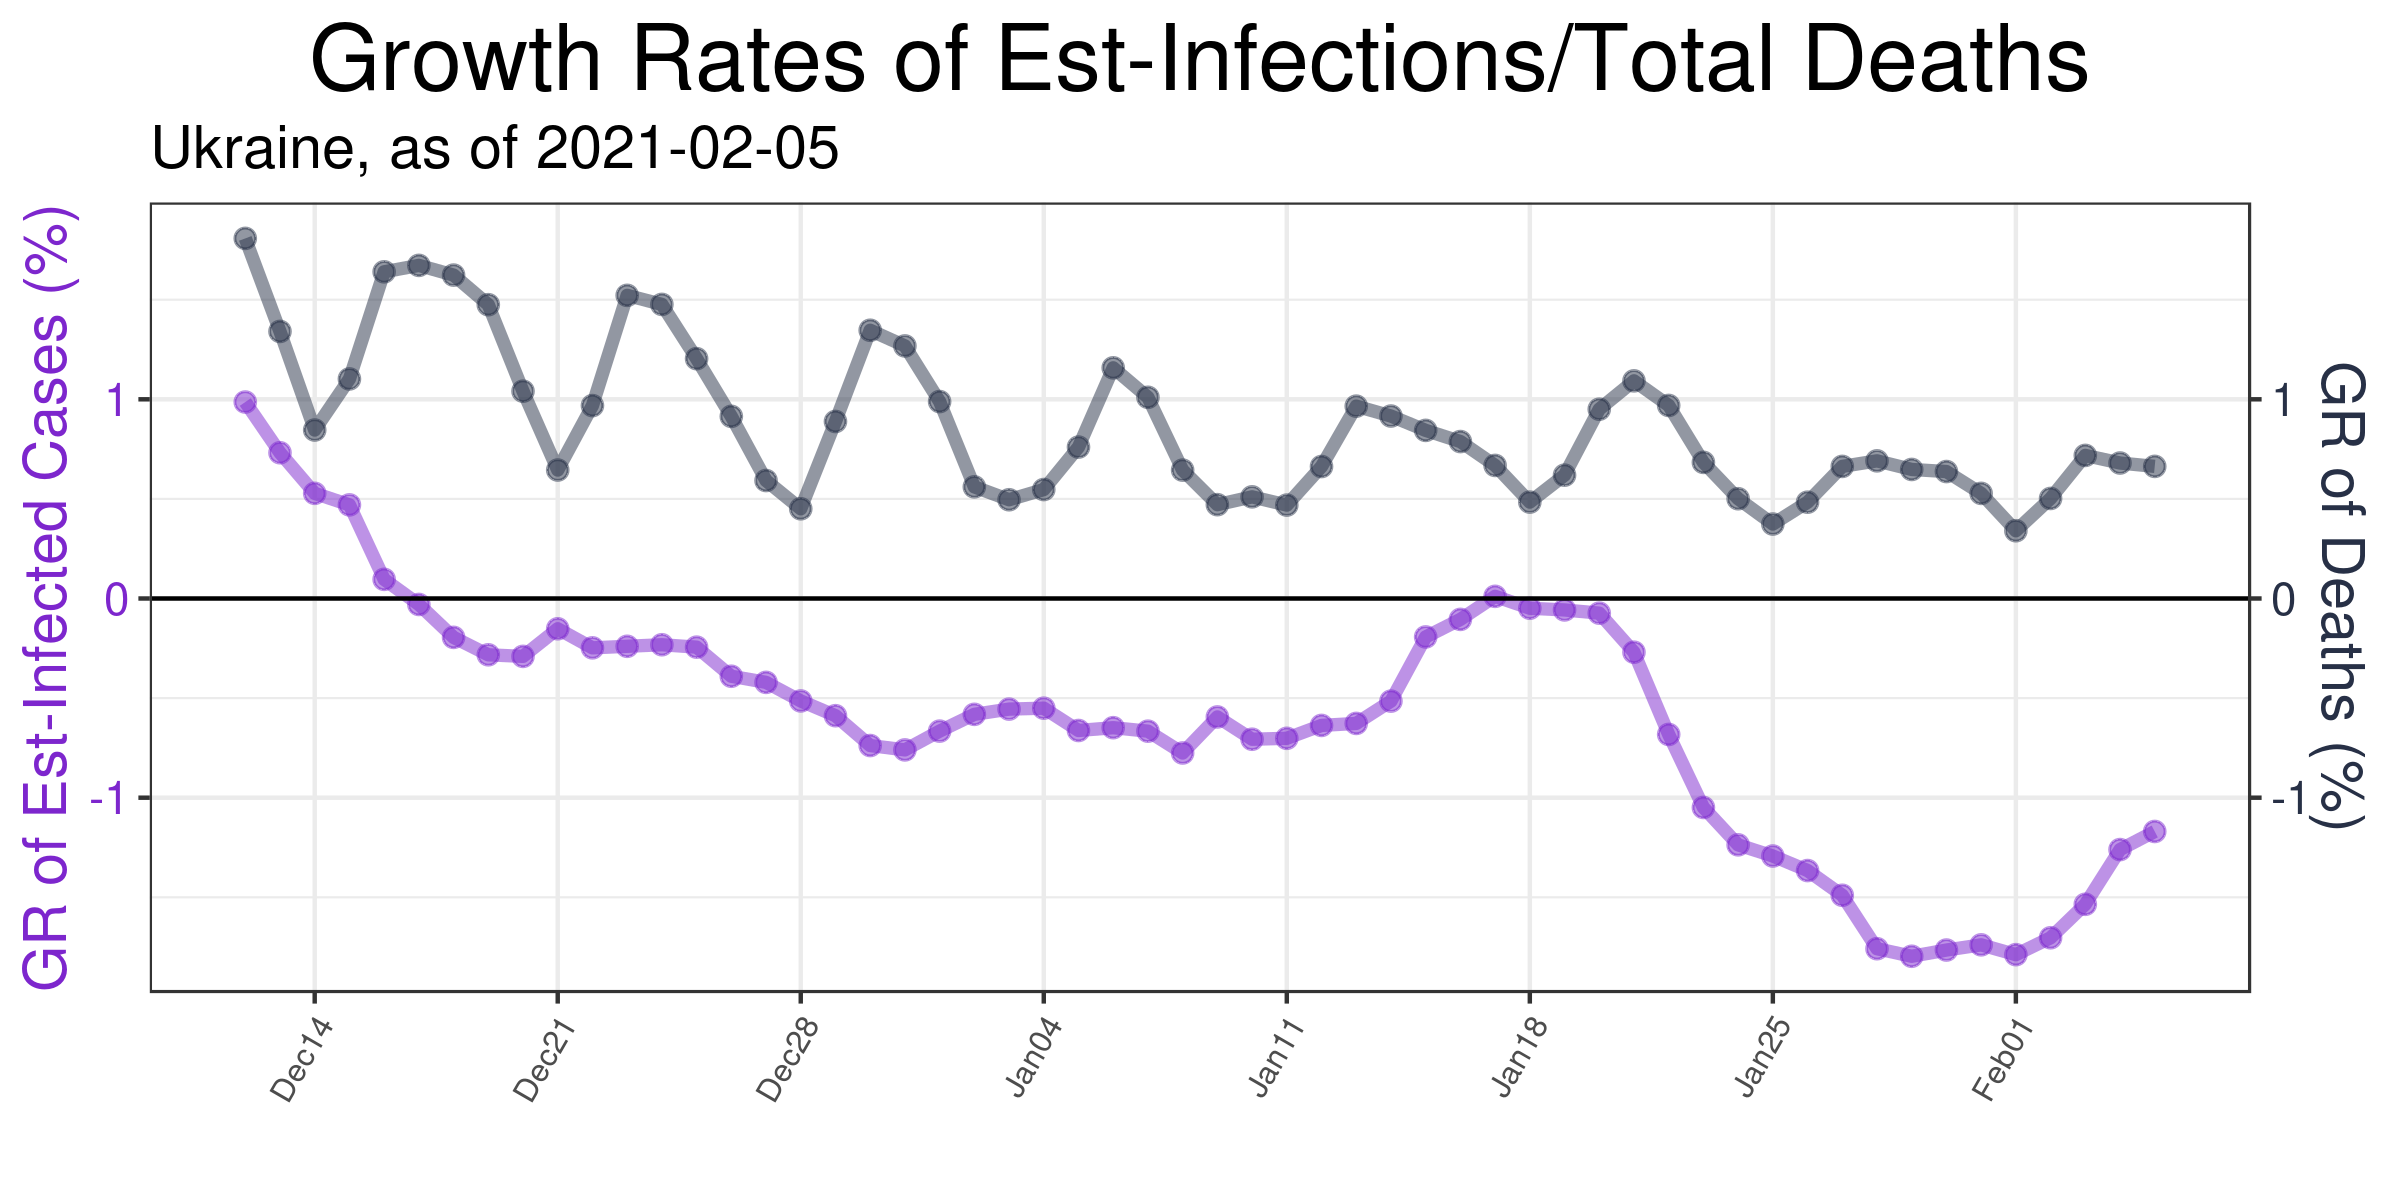 Growth Rates of Est-Infections/Total Deaths
Ukraine, as of 2021-02-05
GR of Est-Infected Cases (%)
1
0
-1
1
0
-1
GR of Deaths (%)
Dec14
Dec21
Dec28
Jan04
Jan11
Jan18
Jan25
Feb01